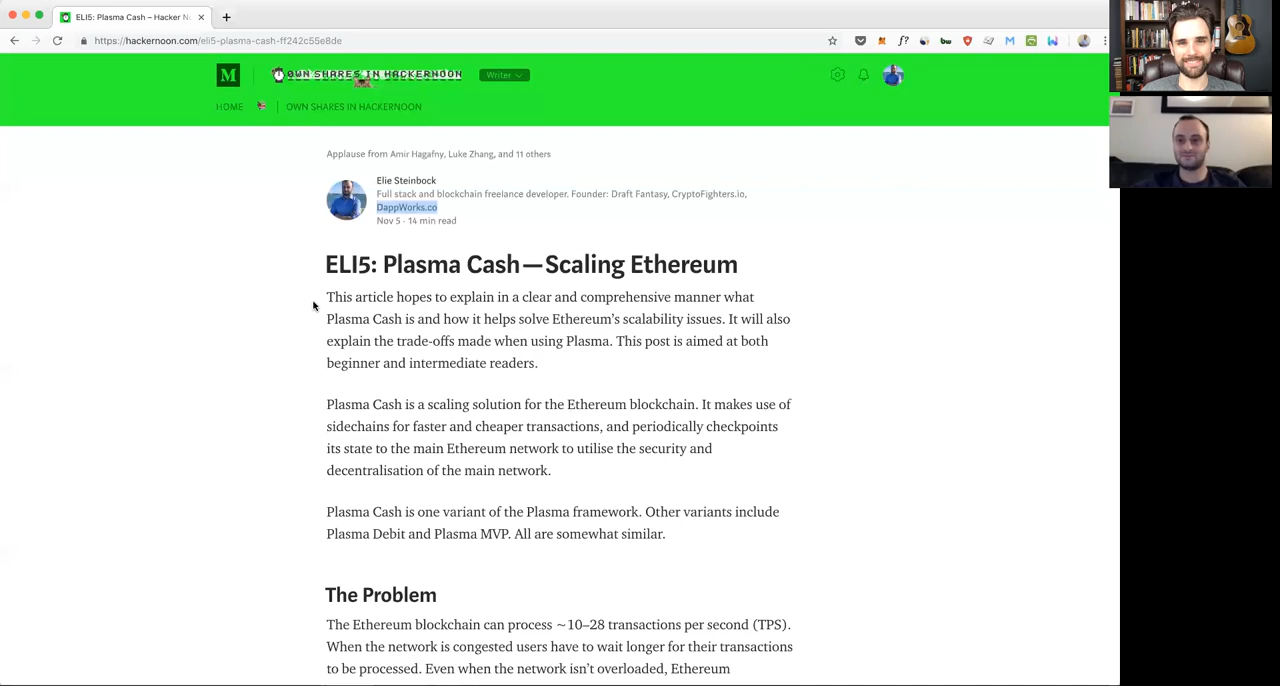 ELI5: Plasma Cash – Hacker N
https://hackernoon.com/eli5-plasma-cash-ff242c55e8de
M
OWN SHARES IN HACKERNOON
Writer
HOME
OWN SHARES IN HACKERNOON
Applause from Amir Hagafny, Luke Zhang, and 11 others
Elie Steinbock
Full stack and blockchain freelance developer. Founder: Draft Fantasy, CryptoFighters.io,
DappWorks.co
Nov 5 · 14 min read
ELI5: Plasma Cash — Scaling Ethereum
This article hopes to explain in a clear and comprehensive manner what
Plasma Cash is and how it helps solve Ethereum’s scalability issues. It will also
explain the trade-offs made when using Plasma. This post is aimed at both
beginner and intermediate readers.
Plasma Cash is a scaling solution for the Ethereum blockchain. It makes use of
sidechains for faster and cheaper transactions, and periodically checkpoints
its state to the main Ethereum network to utilise the security and
decentralisation of the main network.
Plasma Cash is one variant of the Plasma framework. Other variants include
Plasma Debit and Plasma MVP. All are somewhat similar.
The Problem
The Ethereum blockchain can process ~10–28 transactions per second (TPS).
When the network is congested users have to wait longer for their transactions
to be processed. Even when the network isn’t overloaded, Ethereum